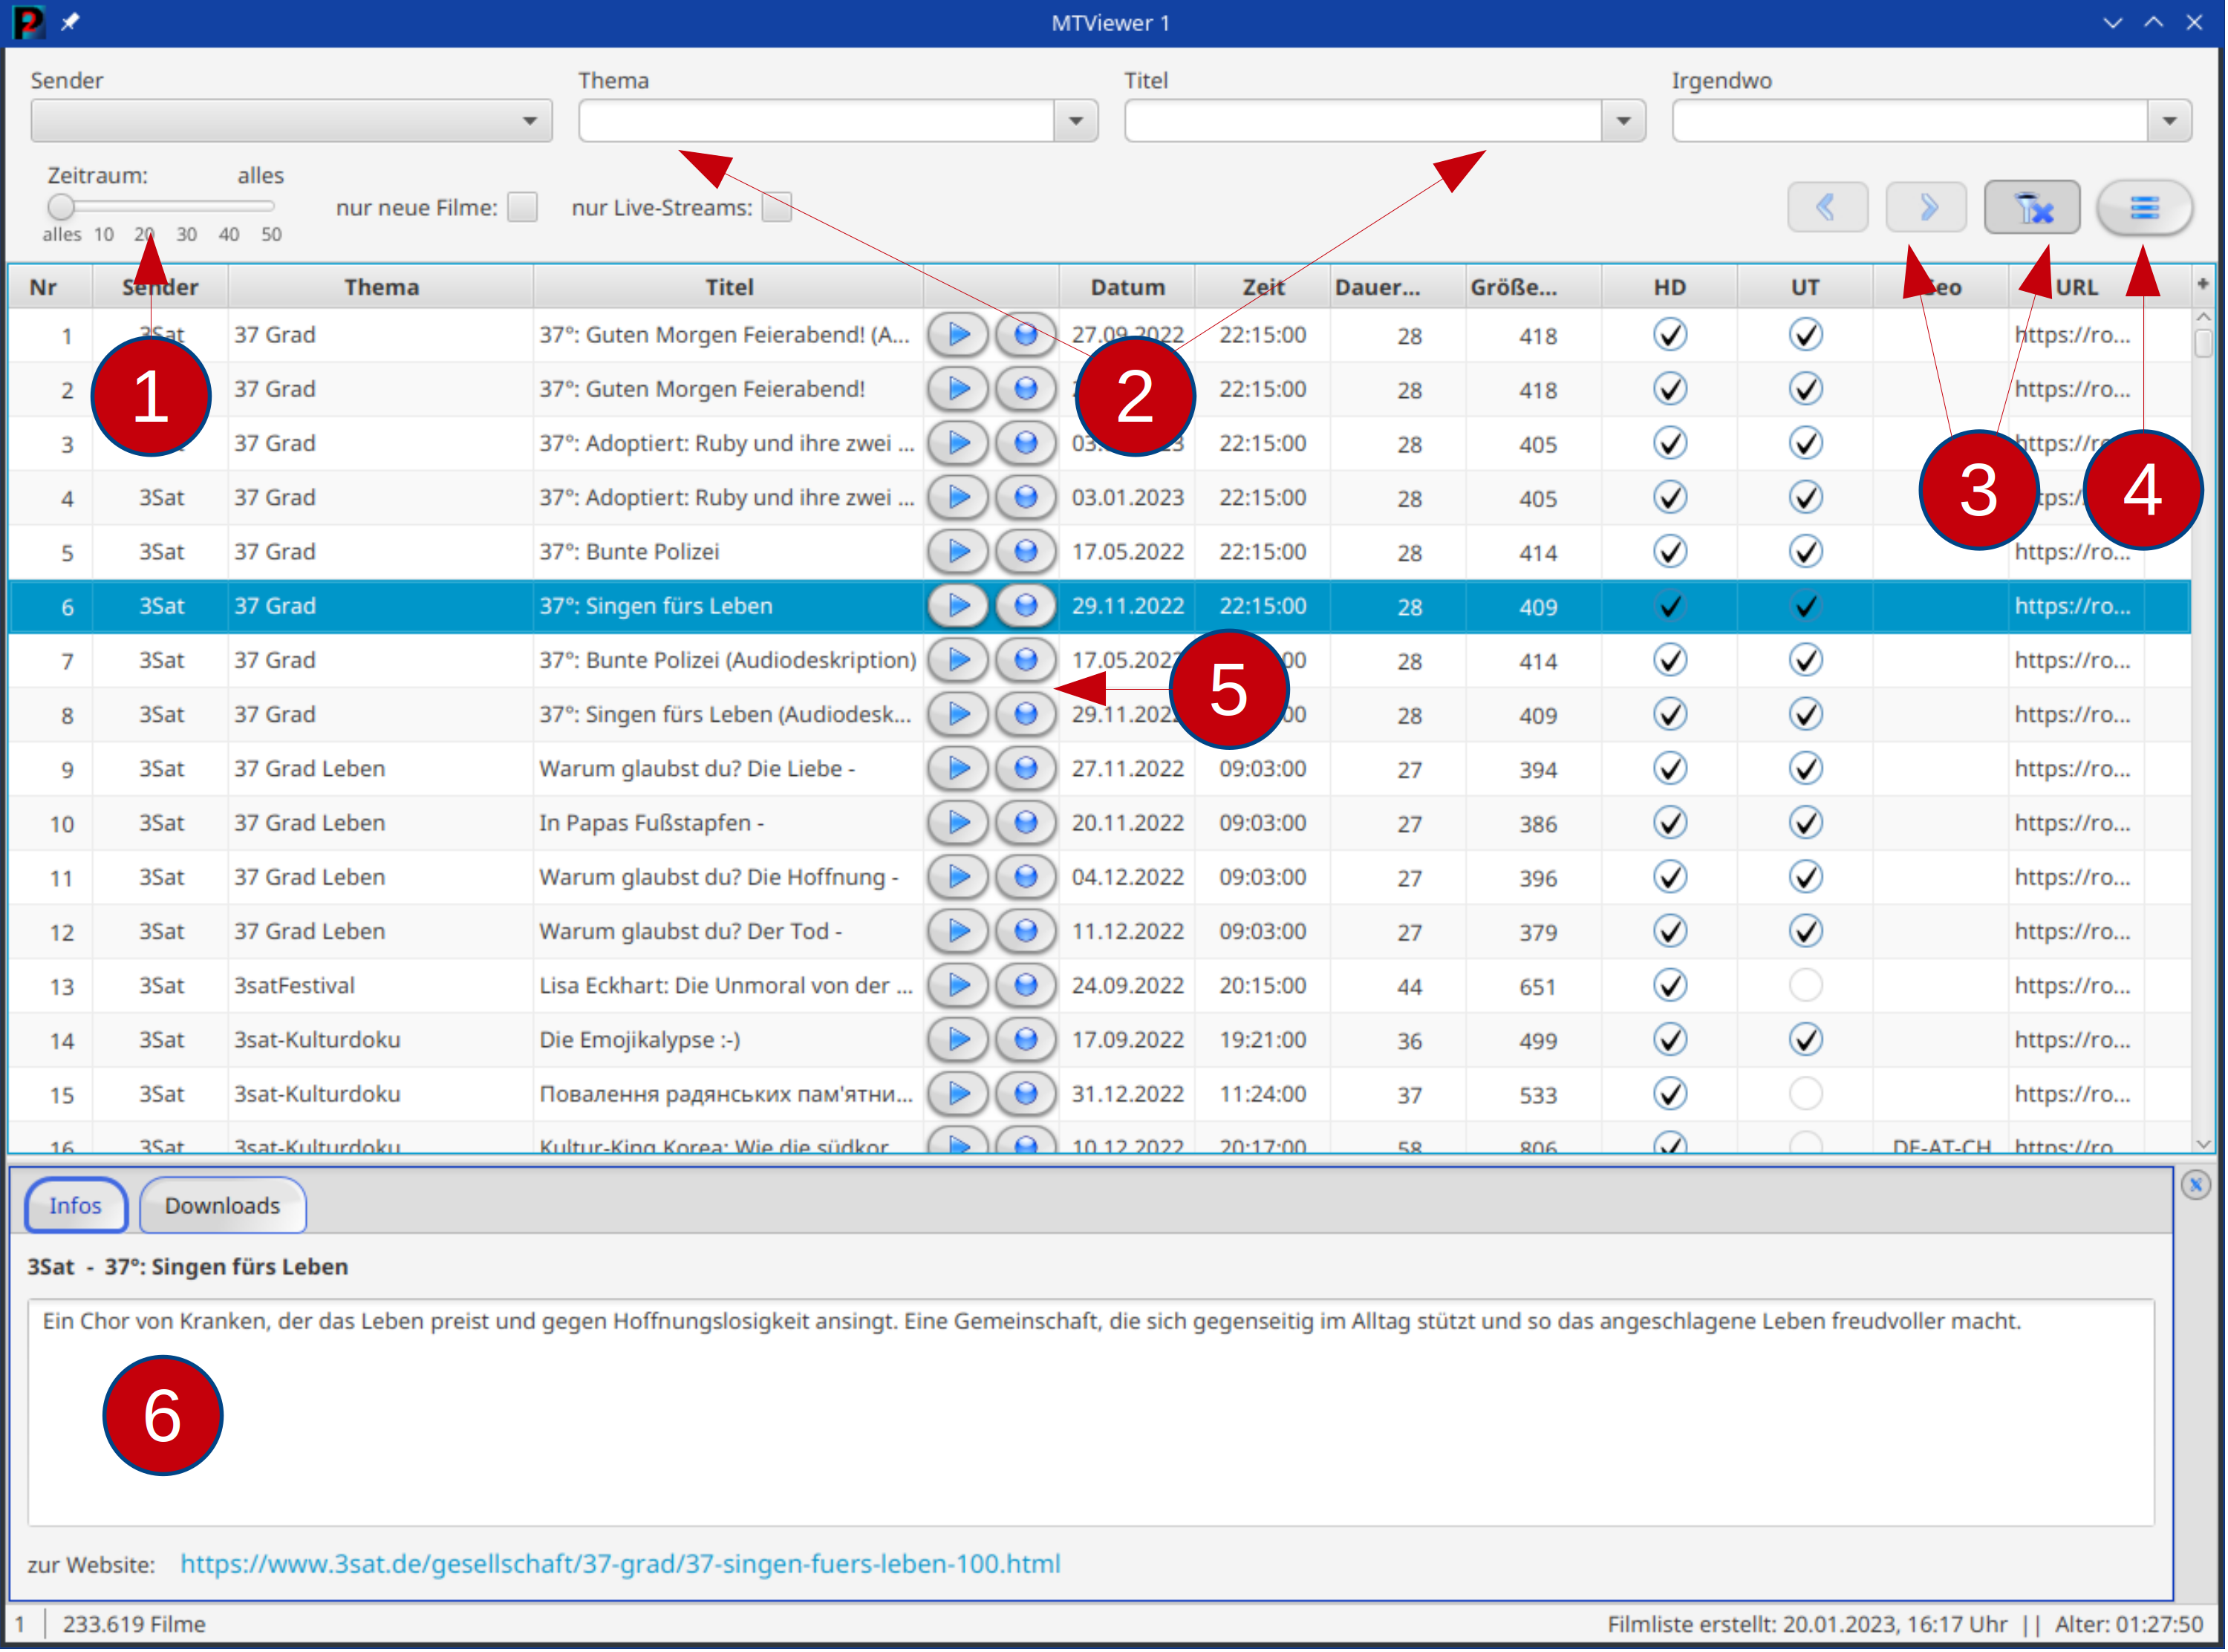 MTViewer 1
Sender Thema Titel Irgendwo
Zeitraum: alles
nur neue Filme: nur Live-Streams:
alles 10 20 30 40 50
Nr Sender Thema Titel Datum Zeit Dauer... Größe... HD UT URL
1 3Sat 37 Grad 37°: Guten Morgen Feierabend! (A... 27.09.2022 22:15:00 28 418 https://ro...
2 37 Grad 37°: Guten Morgen Feierabend! 22:15:00 28 418 https://ro...
3 37 Grad 37°: Adoptiert: Ruby und ihre zwei ... 22:15:00 28 405
4 3Sat 37 Grad 37°: Adoptiert: Ruby und ihre zwei ... 03.01.2023 22:15:00 28 405
5 3Sat 37 Grad 37°: Bunte Polizei 17.05.2022 22:15:00 28 414 https://ro...
6 3Sat 37 Grad 37°: Singen fürs Leben 29.11.2022 22:15:00 28 409 https://ro...
7 3Sat 37 Grad 37°: Bunte Polizei (Audiodeskription) 17.05.2022 28 414 https://ro...
8 3Sat 37 Grad 37°: Singen fürs Leben (Audiodesk... 29.11.2022 28 409 https://ro...
9 3Sat 37 Grad Leben Warum glaubst du? Die Liebe - 27.11.2022 09:03:00 27 394 https://ro...
10 3Sat 37 Grad Leben In Papas Fußstapfen - 20.11.2022 09:03:00 27 386 https://ro...
11 3Sat 37 Grad Leben Warum glaubst du? Die Hoffnung - 04.12.2022 09:03:00 27 396 https://ro...
12 3Sat 37 Grad Leben Warum glaubst du? Der Tod - 11.12.2022 09:03:00 27 379 https://ro...
13 3Sat 3satFestival Lisa Eckhart: Die Unmoral von der ... 24.09.2022 20:15:00 44 651 https://ro...
14 3Sat 3sat-Kulturdoku Die Emojikalypse :-) 17.09.2022 19:21:00 36 499 https://ro...
15 3Sat 3sat-Kulturdoku Повалення радянських пам'ятни... 31.12.2022 11:24:00 37 533 https://ro...
16 3Sat 3sat-Kulturdoku Kultur-King Korea: Wie die südkor 10.12.2022 20:17:00 58 806 DE-AT-CH https://ro
1
2
3
4
5
Infos Downloads
3Sat - 37°: Singen fürs Leben
Ein Chor von Kranken, der das Leben preist und gegen Hoffnungslosigkeit ansingt. Eine Gemeinschaft, die sich gegenseitig im Alltag stützt und so das angeschlagene Leben freudvoller macht.
6
zur Website: https://www.3sat.de/gesellschaft/37-grad/37-singen-fuers-leben-100.html
1 | 233.619 Filme Filmliste erstellt: 20.01.2023, 16:17 Uhr || Alter: 01:27:50